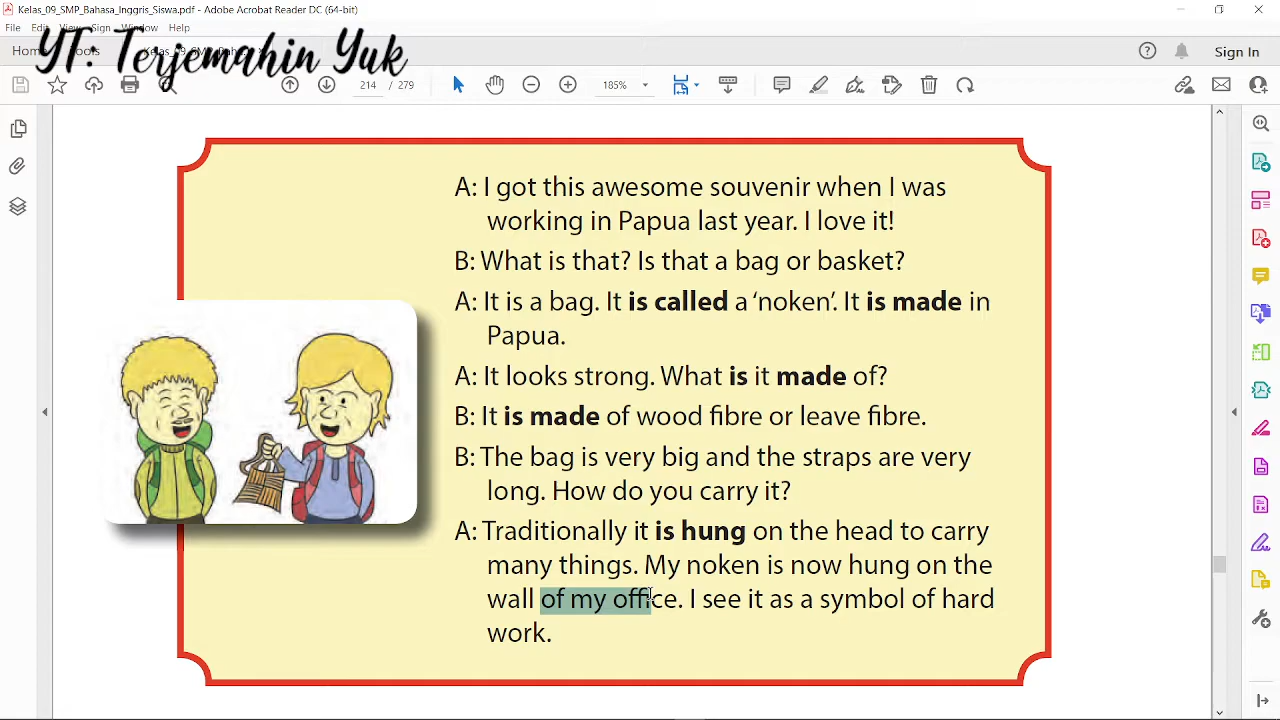 Kelas_09_SMP_Bahasa_Inggris_Siswa.pdf - Adobe Acrobat Reader DC (64-bit)
File Edit View Sign Window Help
YT: Terjemahin Yuk
Sign In
214 / 279
185%
A: I got this awesome souvenir when I was
working in Papua last year. I love it!
B: What is that? Is that a bag or basket?
A: It is a bag. It is called a ‘noken’. It is made in
Papua.
A: It looks strong. What is it made of?
B: It is made of wood fibre or leave fibre.
B: The bag is very big and the straps are very
long. How do you carry it?
A: Traditionally it is hung on the head to carry
many things. My noken is now hung on the
wall of my office. I see it as a symbol of hard
work.